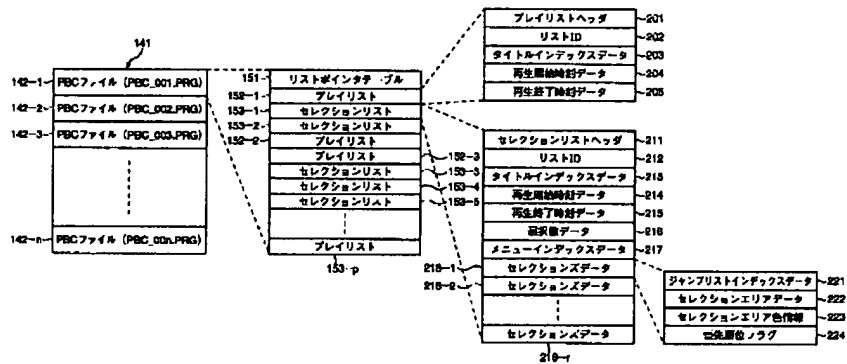 141
142-1
PBCファイル (PBC_001.PRG)
142-2
PBCファイル (PBC_002.PRG)
142-3
PBCファイル (PBC_003.PRG)
142-n
PBCファイル (PBC_00n.PRG)
151
リストポインタテーブル
152-1
プレイリスト
153-1
セレクションリスト
153-2
セレクションリスト
152-2
プレイリスト
プレイリスト
152-3
セレクションリスト
153-3
セレクションリスト
153-4
セレクションリスト
153-5
プレイリスト
153-p
プレイリストヘッダ
201
リストID
202
タイトルインデックスデータ
203
再生開始時刻データ
204
再生終了時刻データ
205
セレクションリストヘッダ
211
リストID
212
タイトルインデックスデータ
213
再生開始時刻データ
214
再生終了時刻データ
215
選択数データ
216
メニューインデックスデータ
217
218-1
セレクションズデータ
218-2
セレクションズデータ
セレクションズデータ
218-r
ジャンプリストインデックスデータ
221
セレクションエリアデータ
222
セレクションエリア色情報
223
224